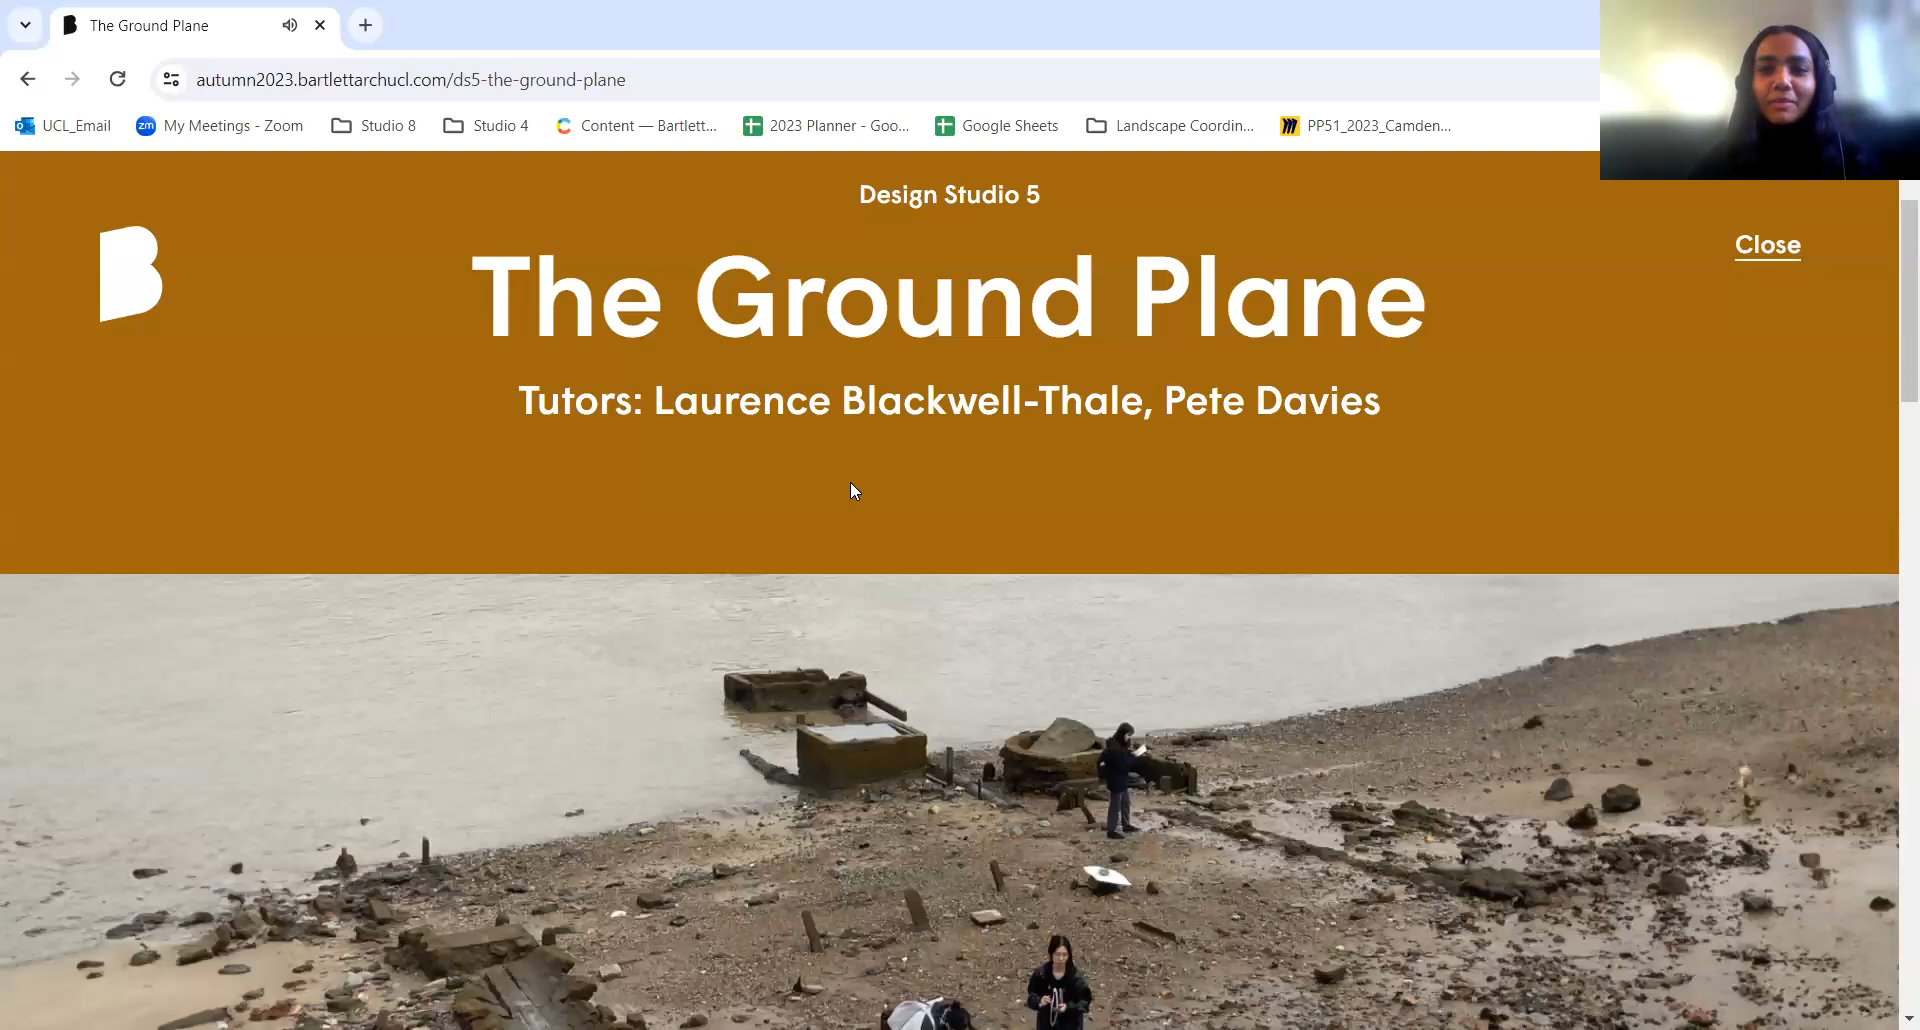 The Ground Plane
autumn2023.bartlettarchucl.com/ds5-the-ground-plane
UCL_Email
zm
My Meetings - Zoom
Studio 8
Studio 4
Content — Bartlett...
2023 Planner - Goo...
Google Sheets
Landscape Coordin...
PP51_2023_Camden...
Design Studio 5
B
Close
The Ground Plane
Tutors: Laurence Blackwell-Thale, Pete Davies